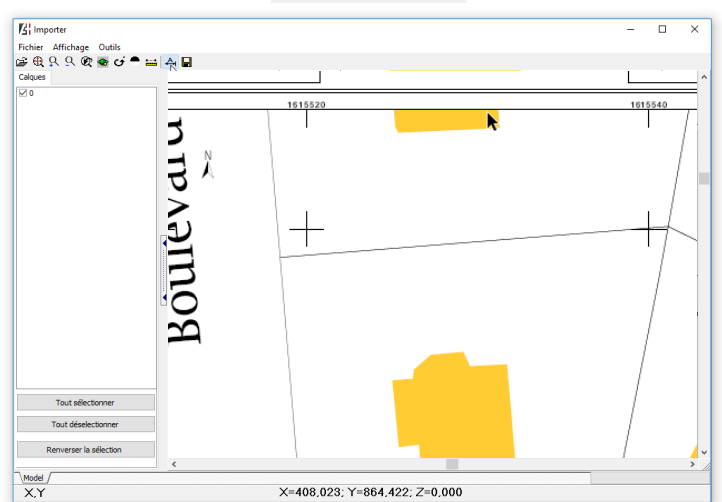 Importer
Fichier Affichage Outils
Calques
0
1615520
1615540
N
Boulevard
Tout sélectionner
Tout déselectionner
Renverser la sélection
Model
X,Y
X=408,023; Y=864,422; Z=0,000